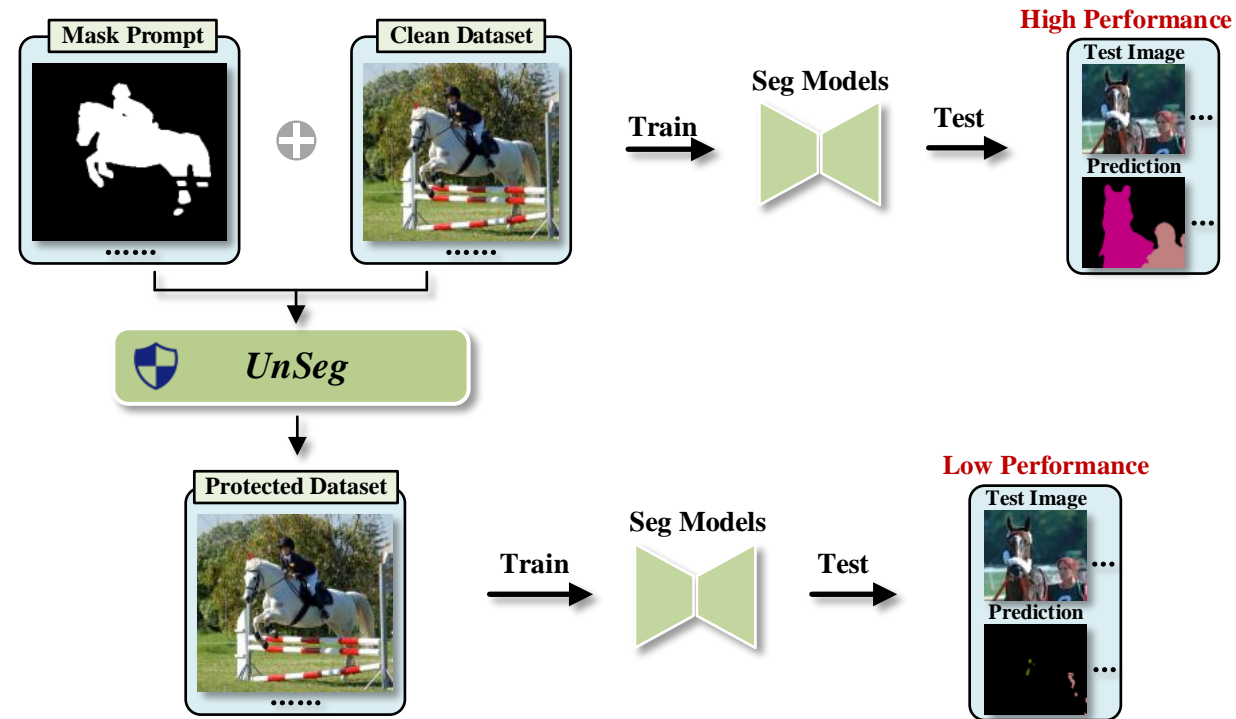 Mask Prompt
Clean Dataset
High Performance
Test Image
Seg Models
Train
Test
Prediction
UnSeg
Protected Dataset
Low Performance
Test Image
Seg Models
Train
Test
Prediction